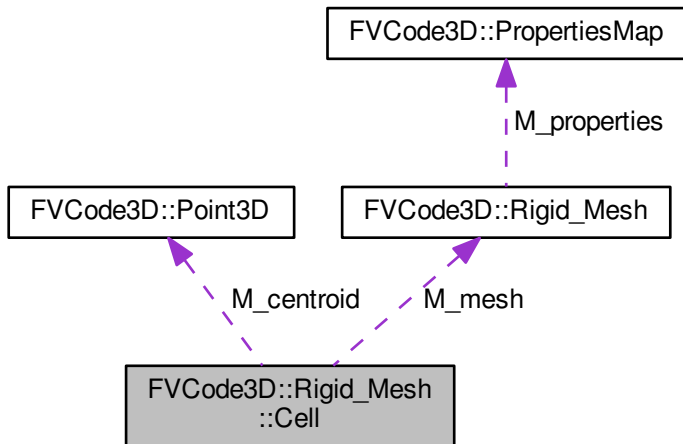 FVCode3D::PropertiesMap
M_properties
FVCode3D::Point3D
FVCode3D::Rigid_Mesh
M_centroid
M_mesh
FVCode3D::Rigid_Mesh
::Cell